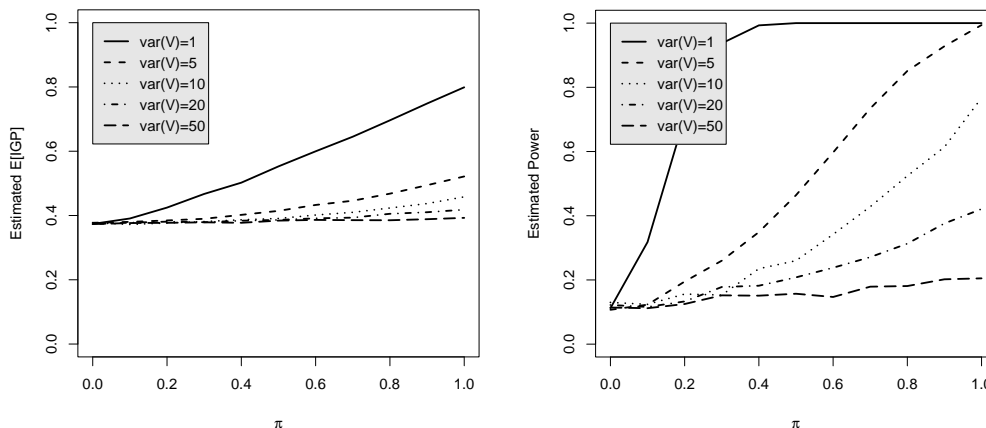 Estimated E[IGP]
1.0
0.8
0.6
0.4
0.2
0.0
var(V)=1
var(V)=5
var(V)=10
var(V)=20
var(V)=50
0.0 0.2 0.4 0.6 0.8 1.0
π
Estimated Power
1.0
0.8
0.6
0.4
0.2
0.0
var(V)=1
var(V)=5
var(V)=10
var(V)=20
var(V)=50
0.0 0.2 0.4 0.6 0.8 1.0
π